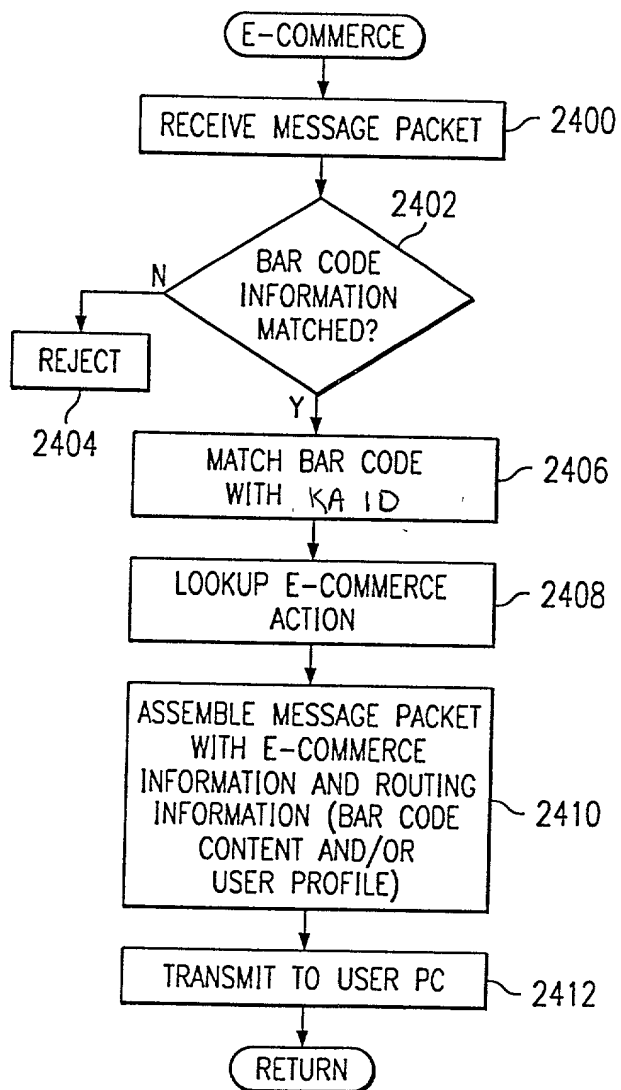 E-COMMERCE
RECEIVE MESSAGE PACKET
2400
2402
BAR CODE
INFORMATION
MATCHED?
N
REJECT
2404
Y
MATCH BAR CODE
WITH KA ID
2406
LOOKUP E-COMMERCE
ACTION
2408
ASSEMBLE MESSAGE PACKET
WITH E-COMMERCE
INFORMATION AND ROUTING
INFORMATION (BAR CODE
CONTENT AND/OR
USER PROFILE)
2410
TRANSMIT TO USER PC
2412
RETURN